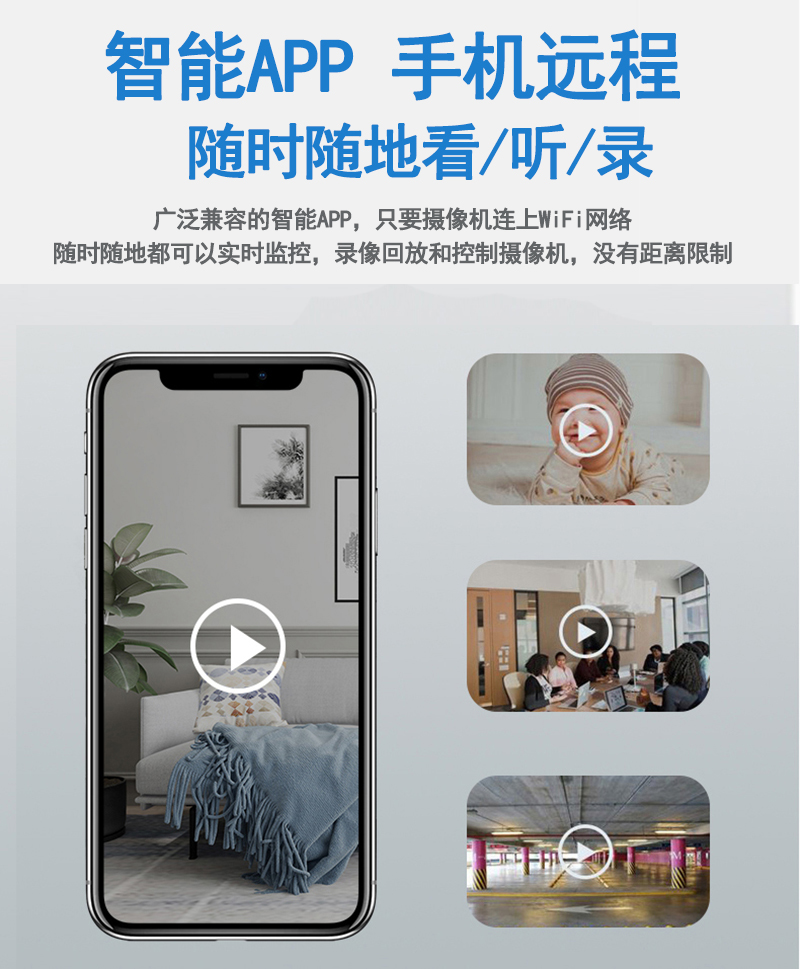 智能APP 手机远程
随时随地看/听/录
广泛兼容的智能APP，只要摄像机连上WiFi网络
随时随地都可以实时监控，录像回放和控制摄像机，没有距离限制